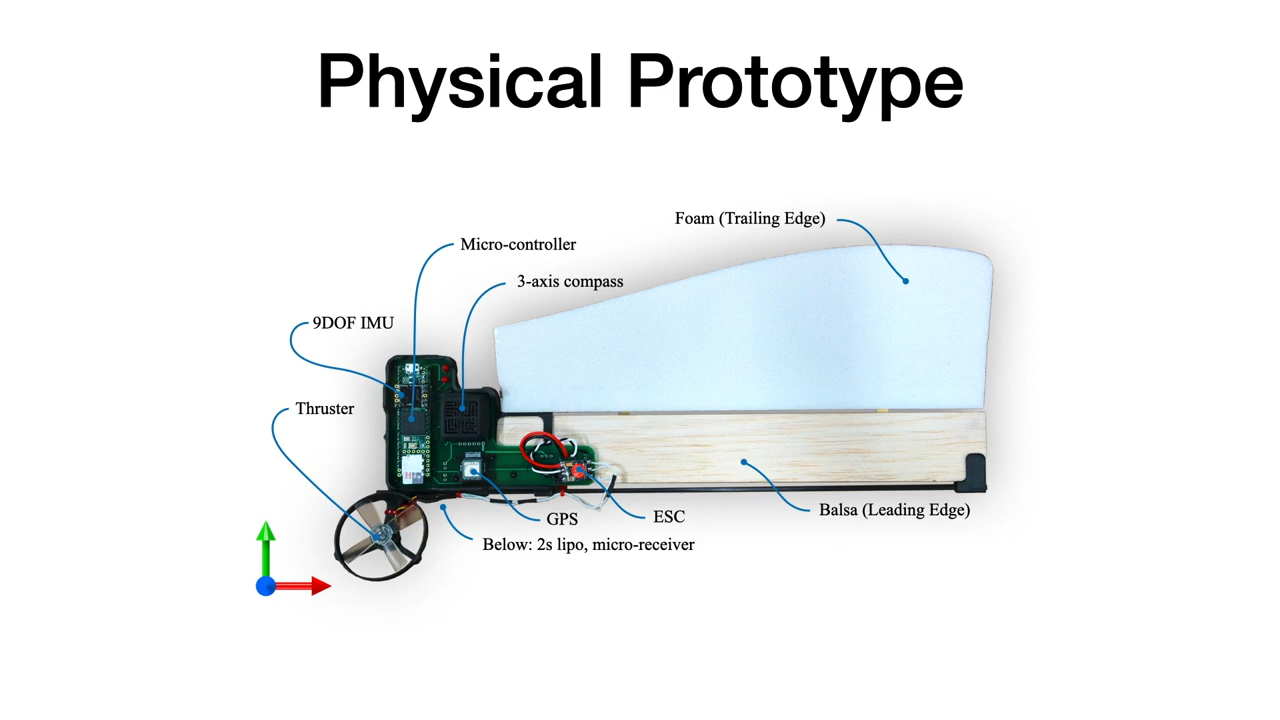 Physical Prototype
Foam (Trailing Edge)
Micro-controller
3-axis compass
9DOF IMU
Thruster
Balsa (Leading Edge)
GPS
ESC
Below: 2s lipo, micro-receiver